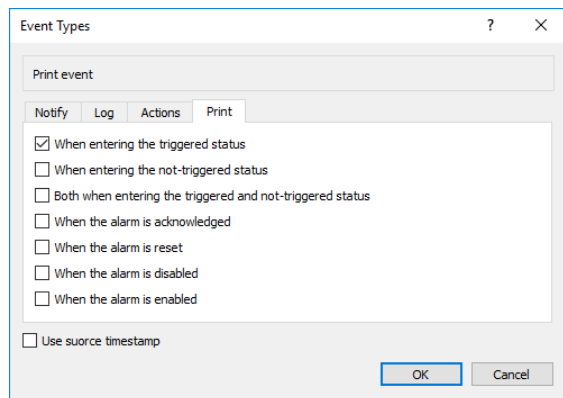 Event Types
?
Print event
Notify Log Actions Print
When entering the triggered status
When entering the not-triggered status
Both when entering the triggered and not-triggered status
When the alarm is acknowledged
When the alarm is reset
When the alarm is disabled
When the alarm is enabled
Use suorce timestamp
OK Cancel